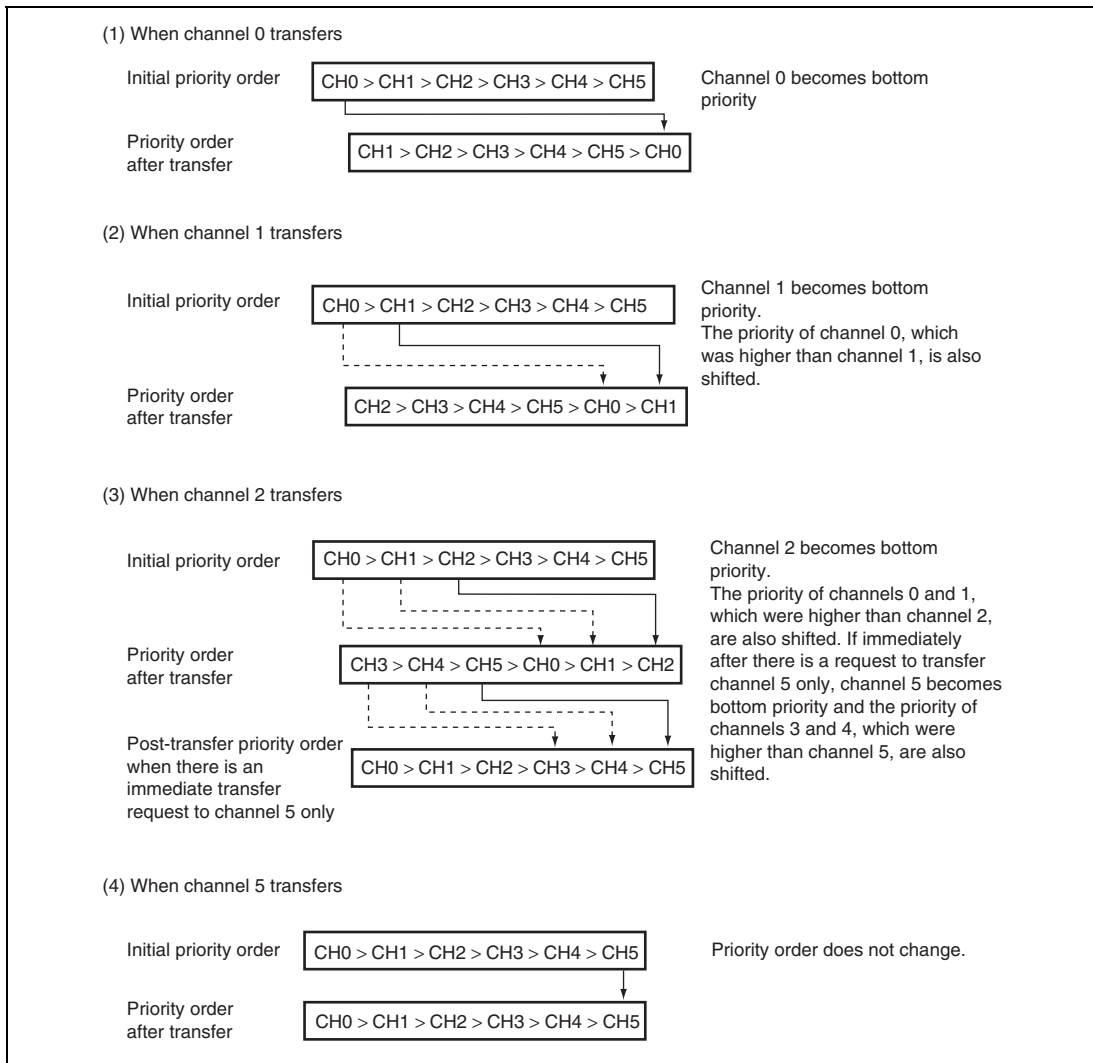 (1) When channel 0 transfers
Initial priority order
CH0 > CH1 > CH2 > CH3 > CH4 > CH5
Channel 0 becomes bottom
priority
Priority order
after transfer
CH1 > CH2 > CH3 > CH4 > CH5 > CH0
(2) When channel 1 transfers
Initial priority order
CH0 > CH1 > CH2 > CH3 > CH4 > CH5
Channel 1 becomes bottom
priority.
The priority of channel 0, which
was higher than channel 1, is also
shifted.
Priority order
after transfer
CH2 > CH3 > CH4 > CH5 > CH0 > CH1
(3) When channel 2 transfers
Initial priority order
CH0 > CH1 > CH2 > CH3 > CH4 > CH5
Channel 2 becomes bottom
priority.
The priority of channels 0 and 1,
which were higher than channel 2,
are also shifted. If immediately
after there is a request to transfer
channel 5 only, channel 5 becomes
bottom priority and the priority of
channels 3 and 4, which were
higher than channel 5, are also
shifted.
Priority order
after transfer
CH3 > CH4 > CH5 > CH0 > CH1 > CH2
Post-transfer priority order
when there is an
immediate transfer
request to channel 5 only
CH0 > CH1 > CH2 > CH3 > CH4 > CH5
(4) When channel 5 transfers
Initial priority order
CH0 > CH1 > CH2 > CH3 > CH4 > CH5
Priority order does not change.
Priority order
after transfer
CH0 > CH1 > CH2 > CH3 > CH4 > CH5